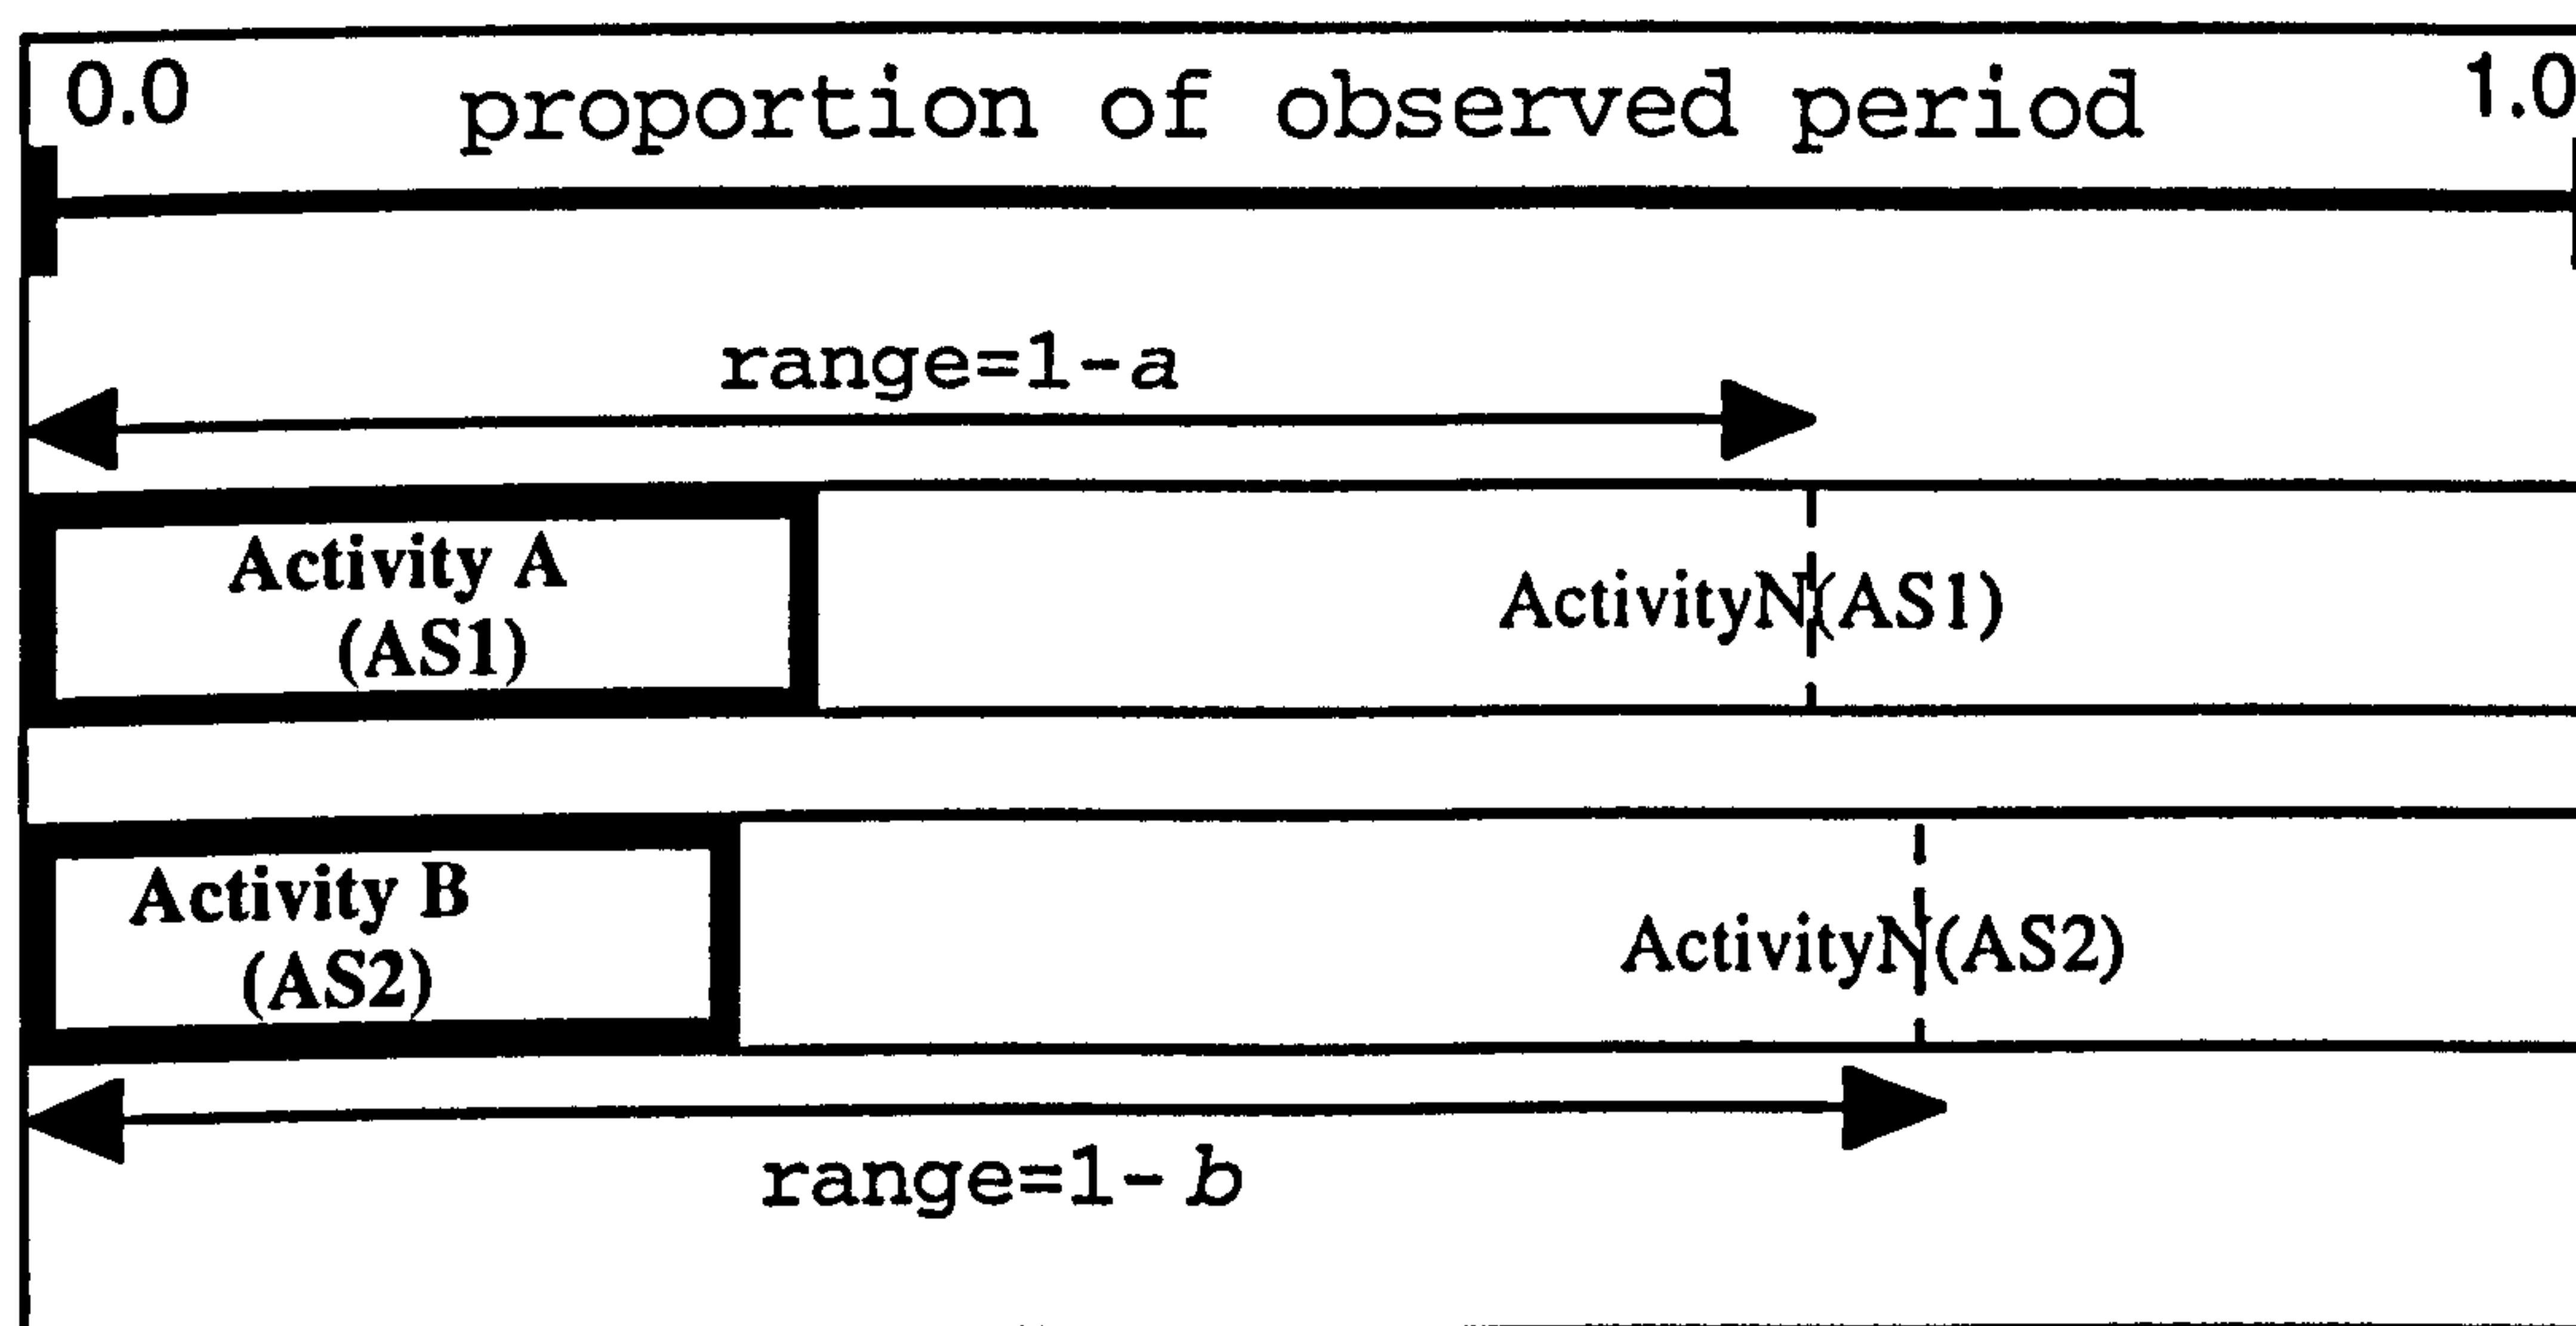 0.0 proportion of observed period 1.0
range=1-a
Activity A
(AS1)
ActivityN(AS1)
Activity B
(AS2)
ActivityN(AS2)
range=1-b